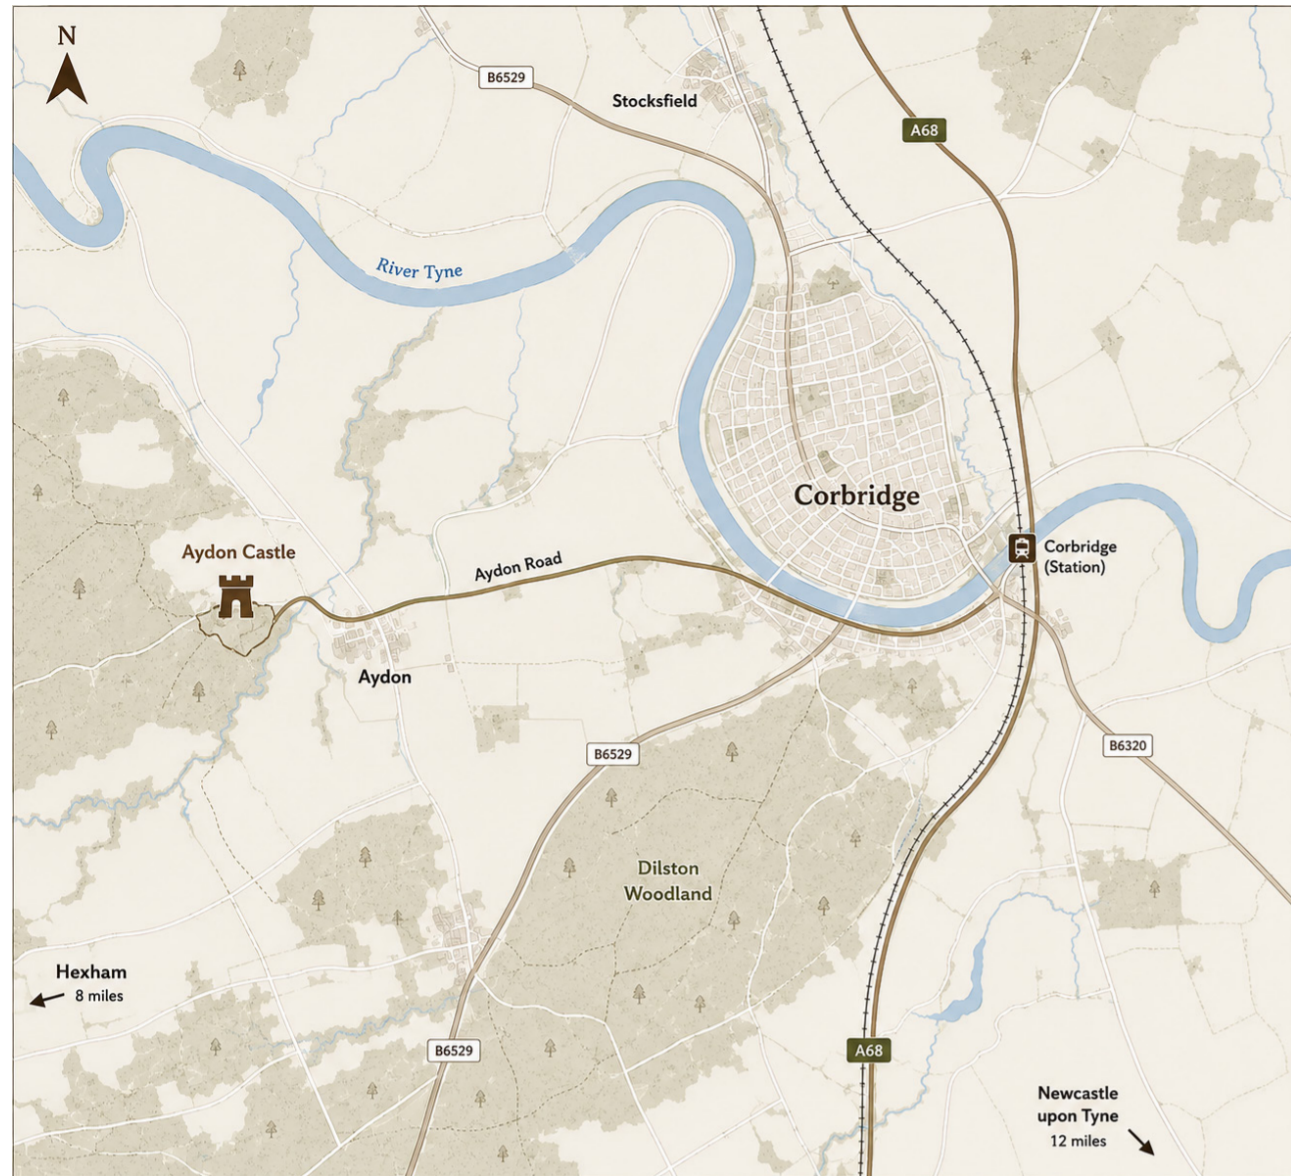 N
B6529
Stocksfield
A68
River Tyne
Corbridge
Aydon Castle
Aydon Road
Corbridge
(Station)
Aydon
B6529
B6320
Dilston
Woodland
Hexham
8 miles
B6529
A68
Newcastle
upon Tyne
12 miles